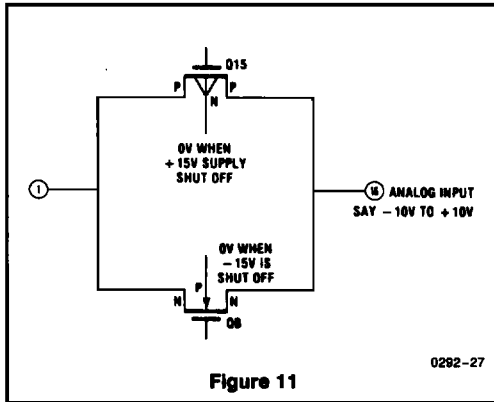 Q15
P P
N
0V WHEN
+ 15V SUPPLY
SHUT OFF
1
16 ANALOG INPUT
SAY - 10V TO + 10V
0V WHEN
- 15V IS
SHUT OFF
P
N N
Q8
0292-27
Figure 11